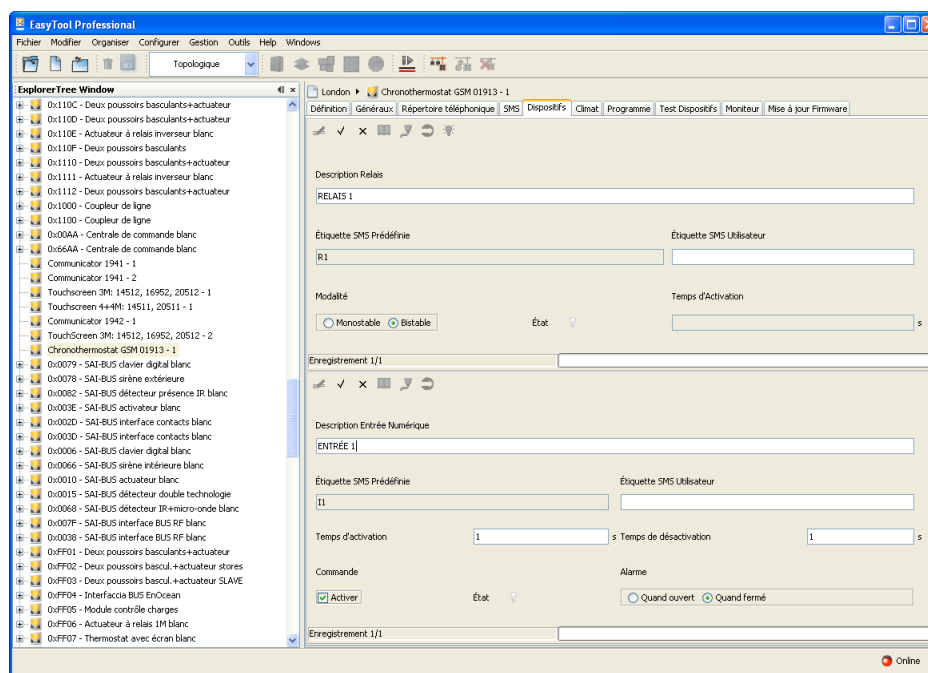 EasyTool Professional
Fichier Modifier Organiser Configurer Gestion Outils Help Windows
Topologique
ExplorerTree Window
0x110C - Deux poussoirs basculants+actuateur
0x110D - Deux poussoirs basculants+actuateur
0x110E - Actuateur à relais inverseur blanc
0x110F - Deux poussoirs basculants
0x1110 - Deux poussoirs basculants+actuateur
0x1111 - Actuateur à relais inverseur blanc
0x1112 - Deux poussoirs basculants+actuateur
0x1000 - Coupleur de ligne
0x1100 - Coupleur de ligne
0x00AA - Centrale de commande blanc
0x66AA - Centrale de commande blanc
Communicator 1941 - 1
Communicator 1941 - 2
Touchscreen 3M: 14512, 16952, 20512 - 1
Touchscreen 4+4M: 14511, 20511 - 1
Communicator 1942 - 1
TouchScreen 3M: 14512, 16952, 20512 - 2
Chronothermostat GSM 01913 - 1
0x0079 - SAI-BUS clavier digital blanc
0x0078 - SAI-BUS sirène extérieure
0x0082 - SAI-BUS détecteur présence IR blanc
0x003E - SAI-BUS activateur blanc
0x002D - SAI-BUS interface contacts blanc
0x003D - SAI-BUS interface contacts blanc
0x0006 - SAI-BUS clavier digital blanc
0x0066 - SAI-BUS sirène intérieure blanc
0x0010 - SAI-BUS actuateur blanc
0x0015 - SAI-BUS détecteur double technologie
0x0068 - SAI-BUS détecteur IR+micro-onde blanc
0x007F - SAI-BUS interface BUS RF blanc
0x0038 - SAI-BUS interface BUS RF blanc
0xFF01 - Deux poussoirs basculants+actuateur
0xFF02 - Deux poussoirs bascul.+actuateur stores
0xFF03 - Deux poussoirs bascul.+actuateur SLAVE
0xFF04 - Interfaccia BUS EnOcean
0xFF05 - Module contrôle charges
0xFF06 - Actuateur à relais 1M blanc
0xFF07 - Thermostat avec écran blanc
London Chronothermostat GSM 01913 - 1
Définition Généraux Répertoire téléphonique SMS Dispositifs Climat Programme Test Dispositifs Moniteur Mise à jour Firmware
Description Relais
RELAIS 1
Étiquette SMS Prédéfinie Étiquette SMS Utilisateur
R1
Modalité Temps d'Activation
Monostable Bistable État s
Enregistrement 1/1
Description Entrée Numérique
ENTRÉE 1
Étiquette SMS Prédéfinie Étiquette SMS Utilisateur
I1
Temps d'activation 1 s Temps de désactivation 1 s
Commande Alarme
Activer État Quand ouvert Quand fermé
Enregistrement 1/1
Online